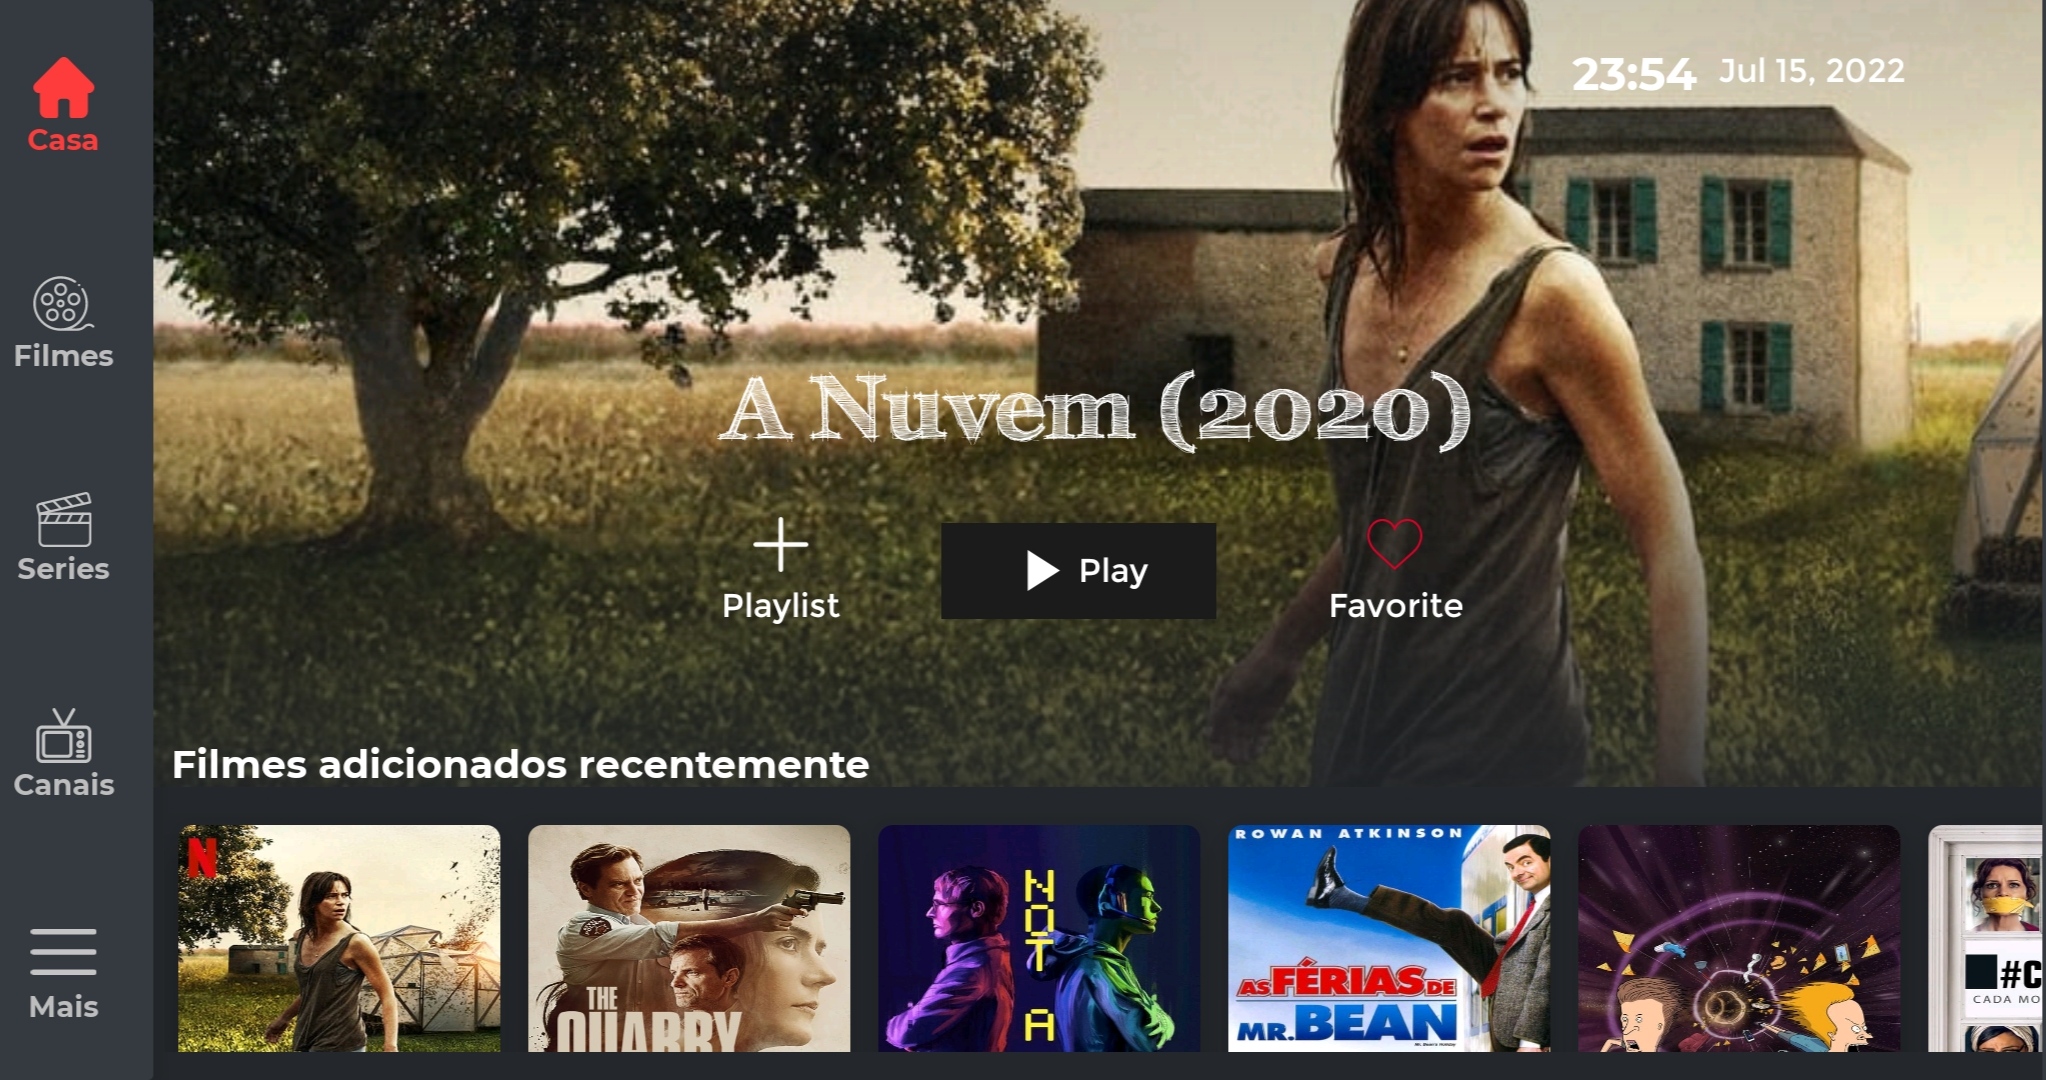 Casa
Filmes
Series
Canais
Mais
23:54 Jul 15, 2022
A Nuvem (2020)
Playlist
Play
Favorite
Filmes adicionados recentemente
N
THE
QUARRY
NOT A
ROWAN ATKINSON
AS FÉRIAS DE
MR. BEAN
#C
CADA MO